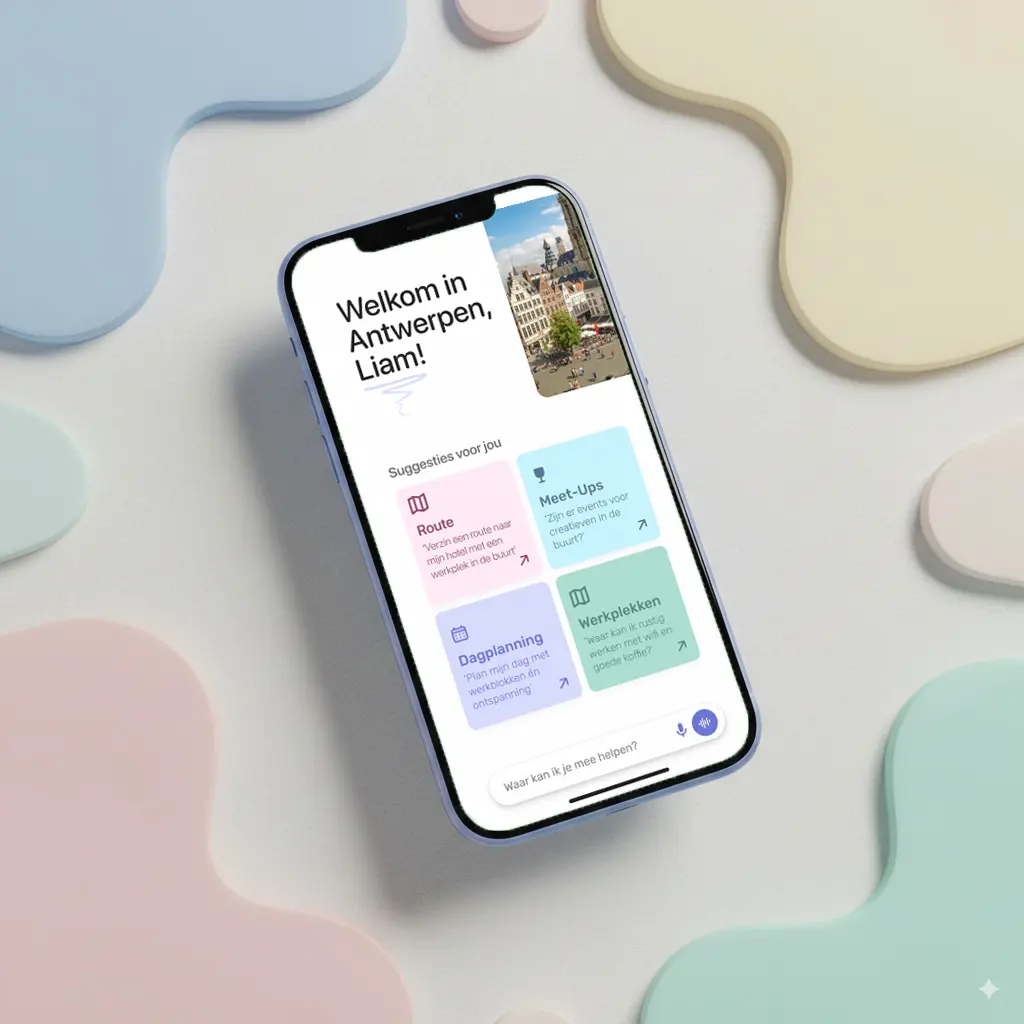 Welkom in
Antwerpen,
Liam!
Suggesties voor jou
Route
'Verzin een route naar
mijn hotel met een
werkplek in de buurt'
Meet-Ups
'Zijn er events voor
creatieven in de
buurt?'
Dagplanning
'Plan mijn dag met
werkblokken én
ontspanning'
Werkplekken
'Waar kan ik rustig
werken met wifi en
goede koffie?'
Waar kan ik je mee helpen?